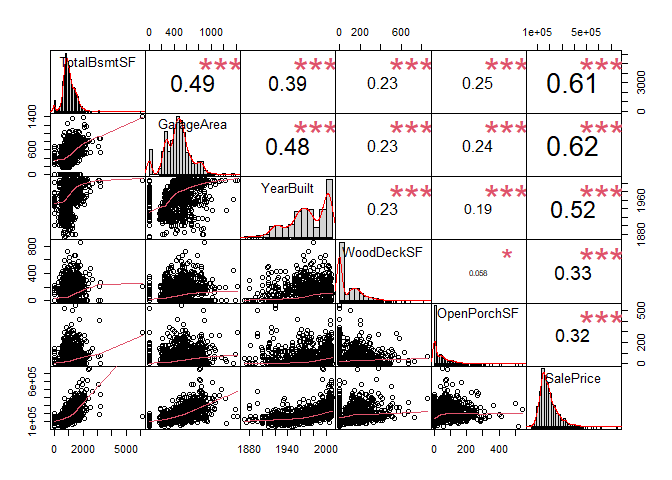 0 400 1000
0 400 800
1e+05 5e+05
TotalBsmtSF 0.49 *** 0.39 *** 0.23 *** 0.25 *** 0.61 *** 0 3000
0 600 1400 GarageArea 0.48 *** 0.23 *** 0.24 *** 0.62 ***
YearBuilt 0.23 *** 0.19 *** 0.52 *** 1880 1960
0 400 800 WoodDeckSF 0.058 * 0.33 ***
OpenPorchSF 0.32 *** 0 200 500
1e+05 6e+05 SalePrice
0 2000 5000
1880 1940 2000
0 200 400